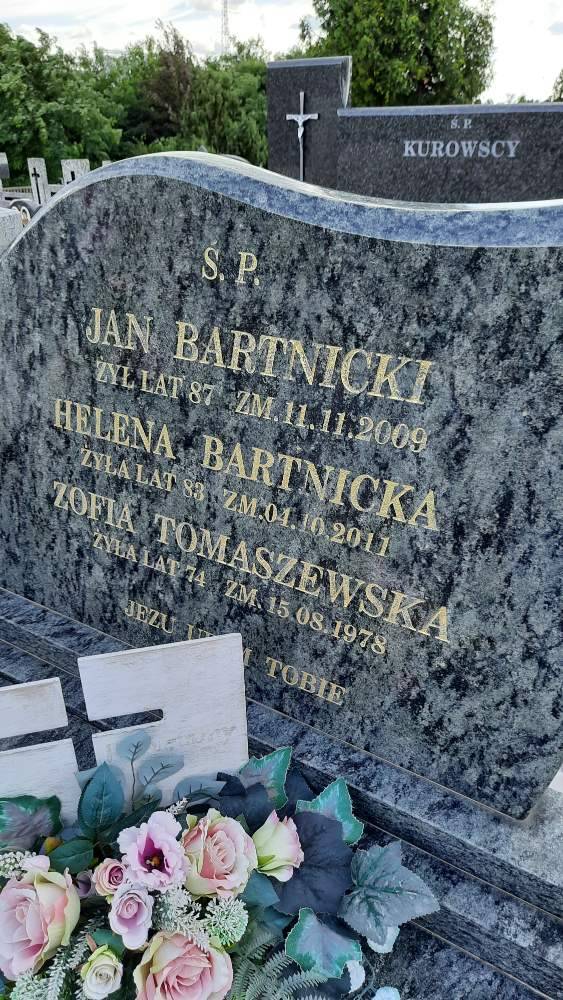 Ś. P.
KUROWSCY
Ś. P.
JAN BARTNICKI
ŻYŁ LAT 87 ZM.11.11.2009
HELENA BARTNICKA
ŻYŁA LAT 83 ZM.04.10.2011
ZOFIA TOMASZEWSKA
ŻYŁA LAT 74 ZM. 15 08.1978
JEZU TOBIE